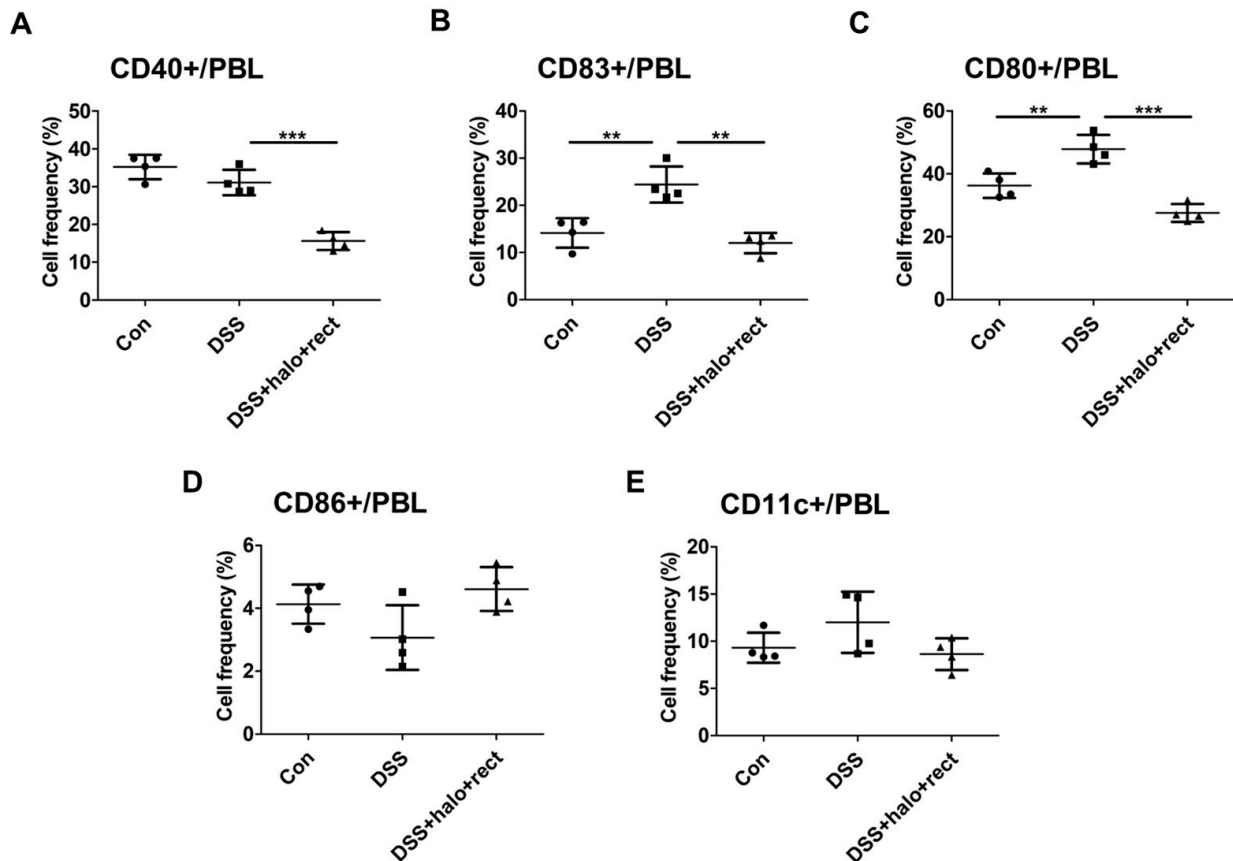 A
CD40+/PBL
Cell frequency (%)
50
40
30
20
10
0
***
Con
DSS
DSS+halo+rect
B
CD83+/PBL
Cell frequency (%)
40
30
20
10
0
**
**
Con
DSS
DSS+halo+rect
C
CD80+/PBL
Cell frequency (%)
60
40
20
0
**
***
Con
DSS
DSS+halo+rect
D
CD86+/PBL
Cell frequency (%)
6
4
2
0
Con
DSS
DSS+halo+rect
E
CD11c+/PBL
Cell frequency (%)
20
15
10
5
0
Con
DSS
DSS+halo+rect